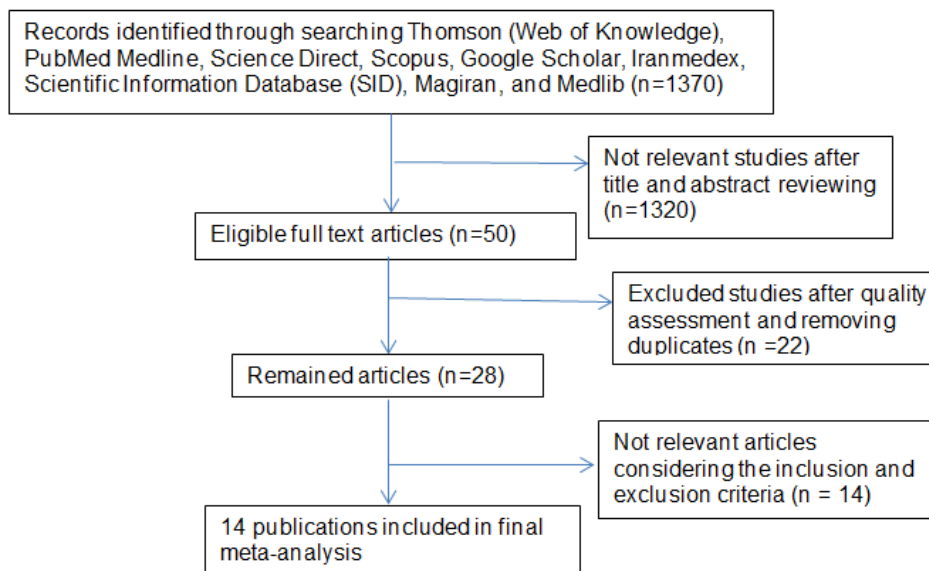 Records identified through searching Thomson (Web of Knowledge),
PubMed Medline, Science Direct, Scopus, Google Scholar, Iranmedex,
Scientific Information Database (SID), Magiran, and Medlib (n=1370)
Not relevant studies after
title and abstract reviewing
(n=1320)
Eligible full text articles (n=50)
Excluded studies after quality
assessment and removing
duplicates (n =22)
Remained articles (n=28)
Not relevant articles
considering the inclusion and
exclusion criteria (n = 14)
14 publications included in final
meta-analysis